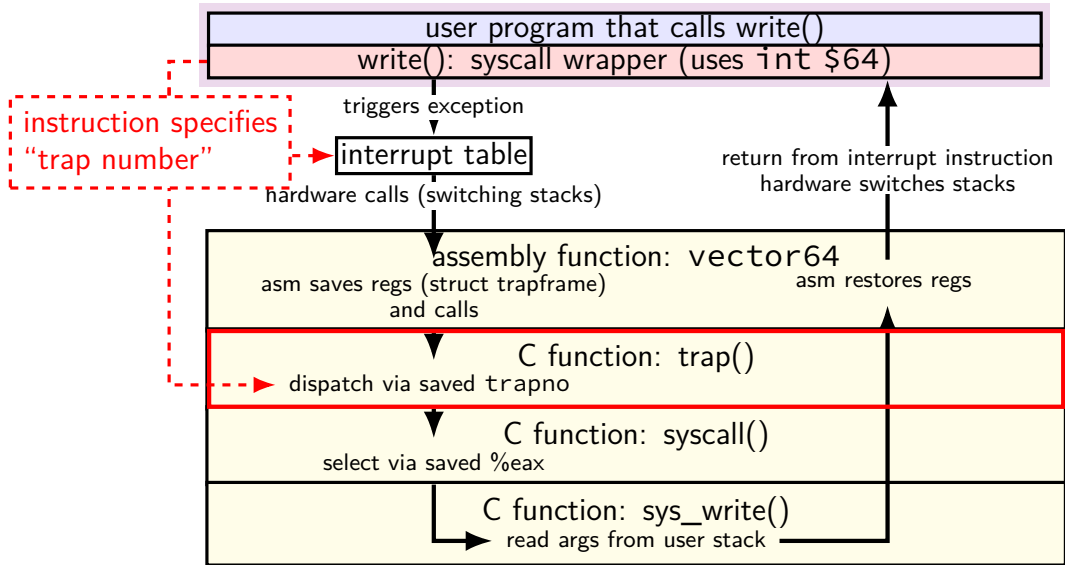 user program that calls write()
write(): syscall wrapper (uses int $64)
triggers exception
instruction specifies
“trap number”
interrupt table
hardware calls (switching stacks)
return from interrupt instruction
hardware switches stacks
assembly function: vector64
asm saves regs (struct trapframe)
and calls
asm restores regs
C function: trap()
dispatch via saved trapno
C function: syscall()
select via saved %eax
C function: sys_write()
read args from user stack